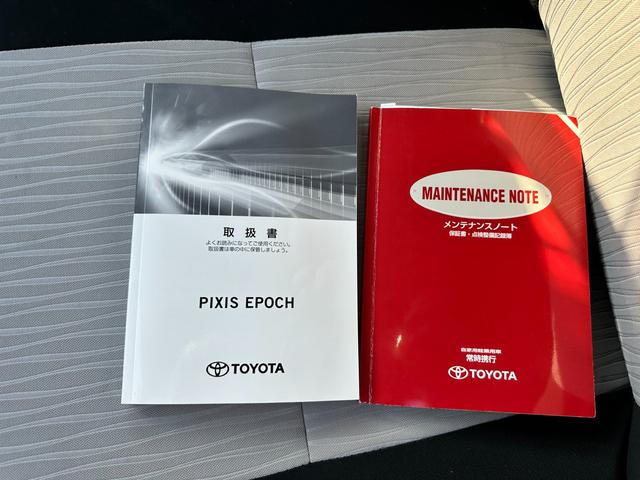 取扱書
よくお読みになってご使用ください。
取扱書は車の中に保管しましょう。
PIXIS EPOCH
TOYOTA
MAINTENANCE NOTE
メンテナンスノート
保証書・点検整備記録簿
自家用軽乗用車
常時携行
TOYOTA